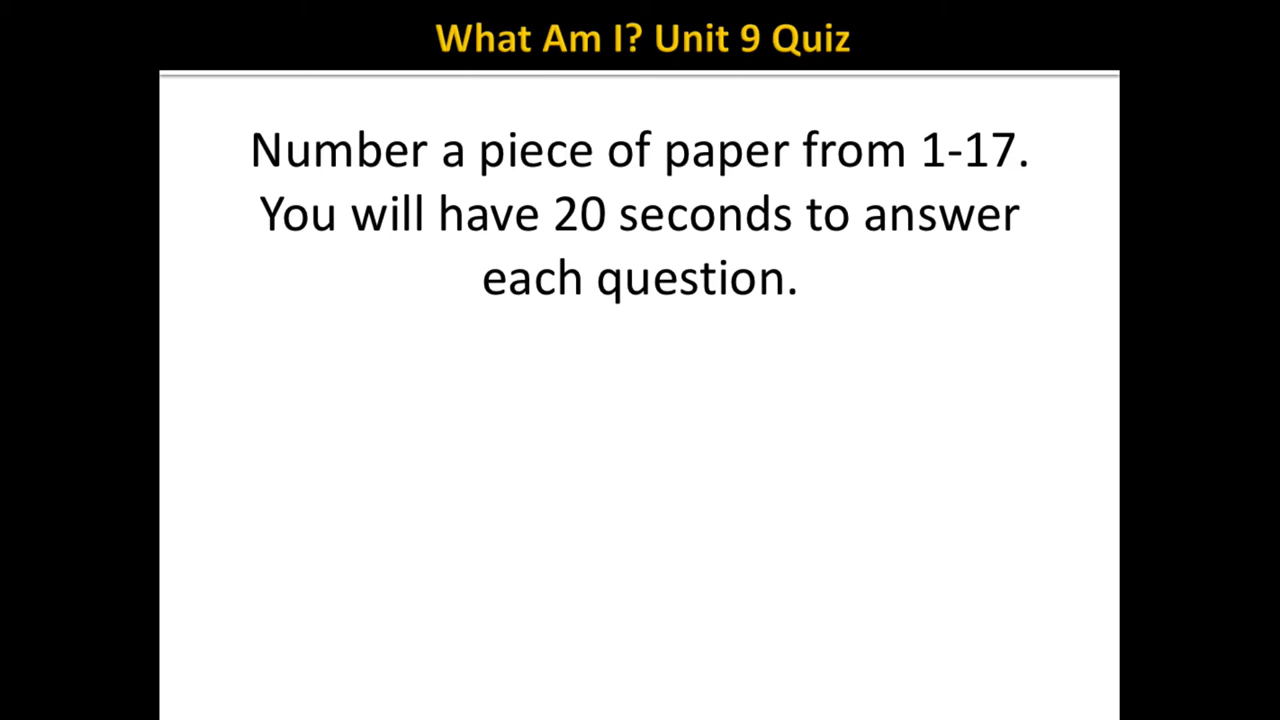 What Am I? Unit 9 Quiz
Number a piece of paper from 1-17.
You will have 20 seconds to answer
each question.